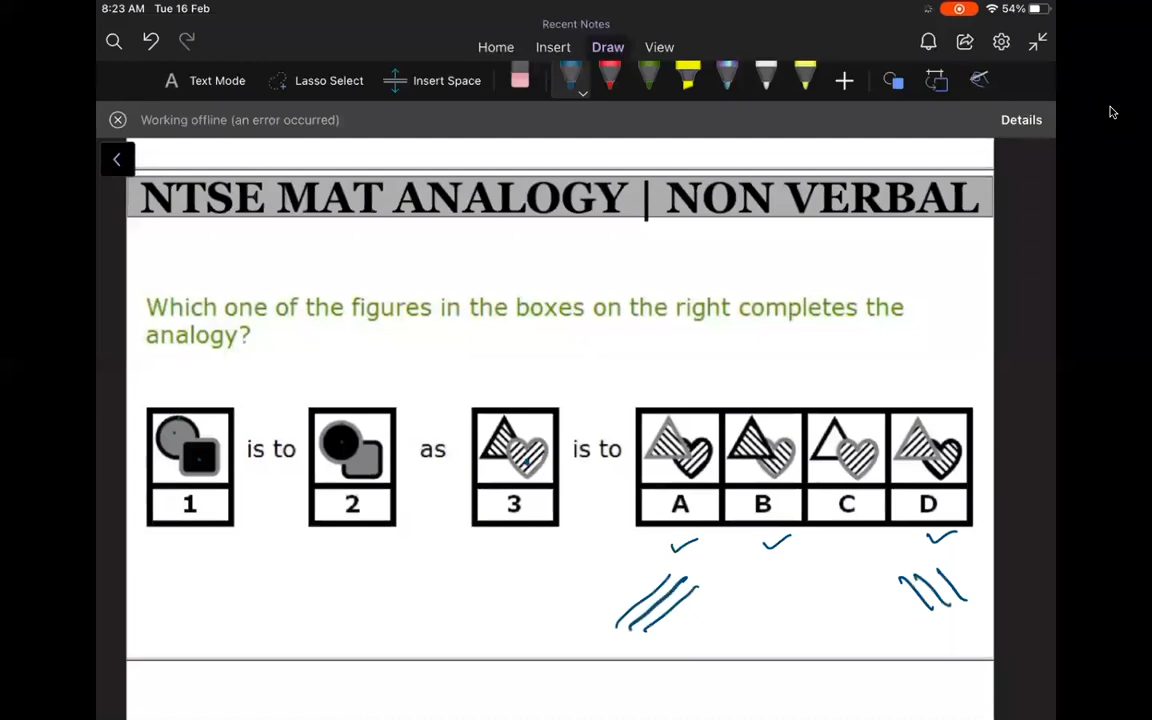 8:23 AM Tue 16 Feb
54%
Recent Notes
Home Insert Draw View
Text Mode Lasso Select Insert Space
Working offline (an error occurred) Details
NTSE MAT ANALOGY | NON VERBAL
Which one of the figures in the boxes on the right completes the
analogy?
is to as is to
1 2 3 A B C D